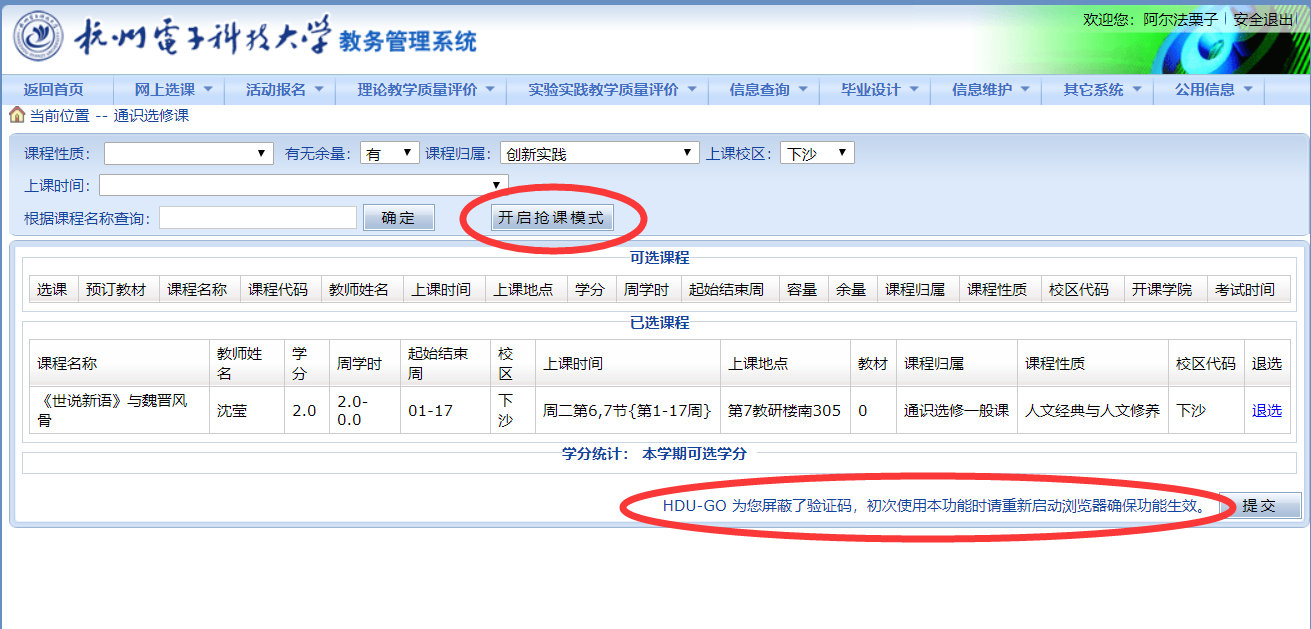 杭州電子科技大学 教务管理系统
欢迎您：阿尔法栗子 | 安全退出
返回首页 网上选课 活动报名 理论教学质量评价 实验实践教学质量评价 信息查询 毕业设计 信息维护 其它系统 公用信息
当前位置 -- 通识选修课
课程性质： 有无余量： 有 课程归属： 创新实践 上课校区： 下沙
上课时间：
根据课程名称查询： 确定 开启抢课模式
可选课程
选课 预订教材 课程名称 课程代码 教师姓名 上课时间 上课地点 学分 周学时 起始结束周 容量 余量 课程归属 课程性质 校区代码 开课学院 考试时间
已选课程
课程名称 教师姓名 学分 周学时 起始结束周 校区 上课时间 上课地点 教材 课程归属 课程性质 校区代码 退选
《世说新语》与魏晋风骨 沈莹 2.0 2.0-0.0 01-17 下沙 周二第6,7节{第1-17周} 第7教研楼南305 0 通识选修一般课 人文经典与人文修养 下沙 退选
学分统计： 本学期可选学分
HDU-GO 为您屏蔽了验证码，初次使用本功能时请重新启动浏览器确保功能生效。 提交